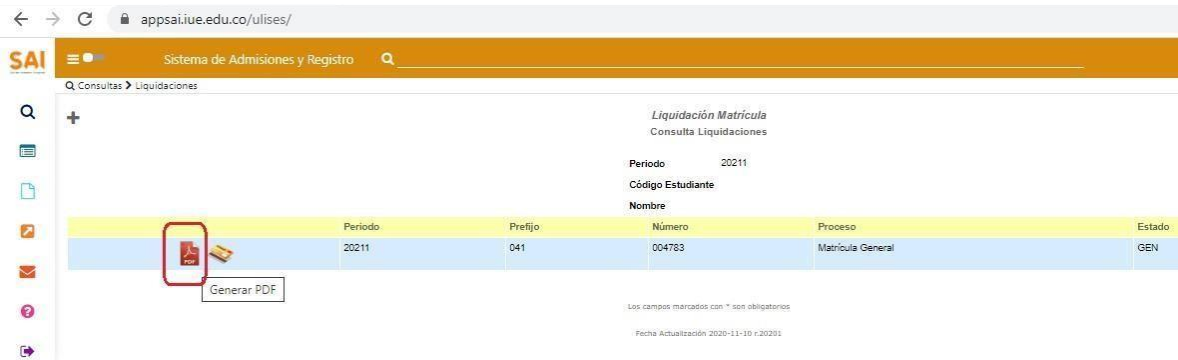 appsai.iue.edu.co/ulises/
SAI
Sistema de Admisiones y Registro
Consultas > Liquidaciones
Liquidación Matrícula
Consulta Liquidaciones
Periodo 20211
Código Estudiante
Nombre
Periodo Prefijo Número Proceso Estado
PDF 20211 041 004783 Matrícula General GEN
Generar PDF
Los campos marcados con * son obligatorios
Fecha Actualización 2020-11-10 r.20201